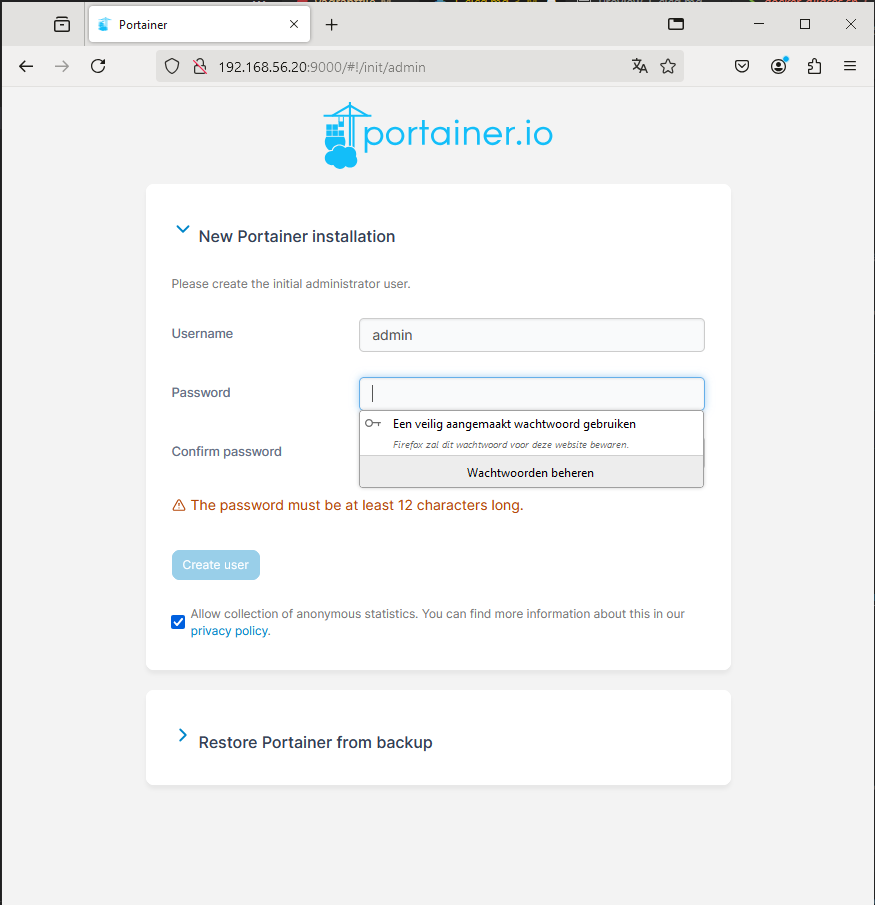 Portainer
192.168.56.20:9000/#!/init/admin
portainer.io
New Portainer installation
Please create the initial administrator user.
Username
admin
Password
Een veilig aangemaakt wachtwoord gebruiken
Firefox zal dit wachtwoord voor deze website bewaren.
Confirm password
Wachtwoorden beheren
The password must be at least 12 characters long.
Create user
Allow collection of anonymous statistics. You can find more information about this in our
privacy policy.
Restore Portainer from backup